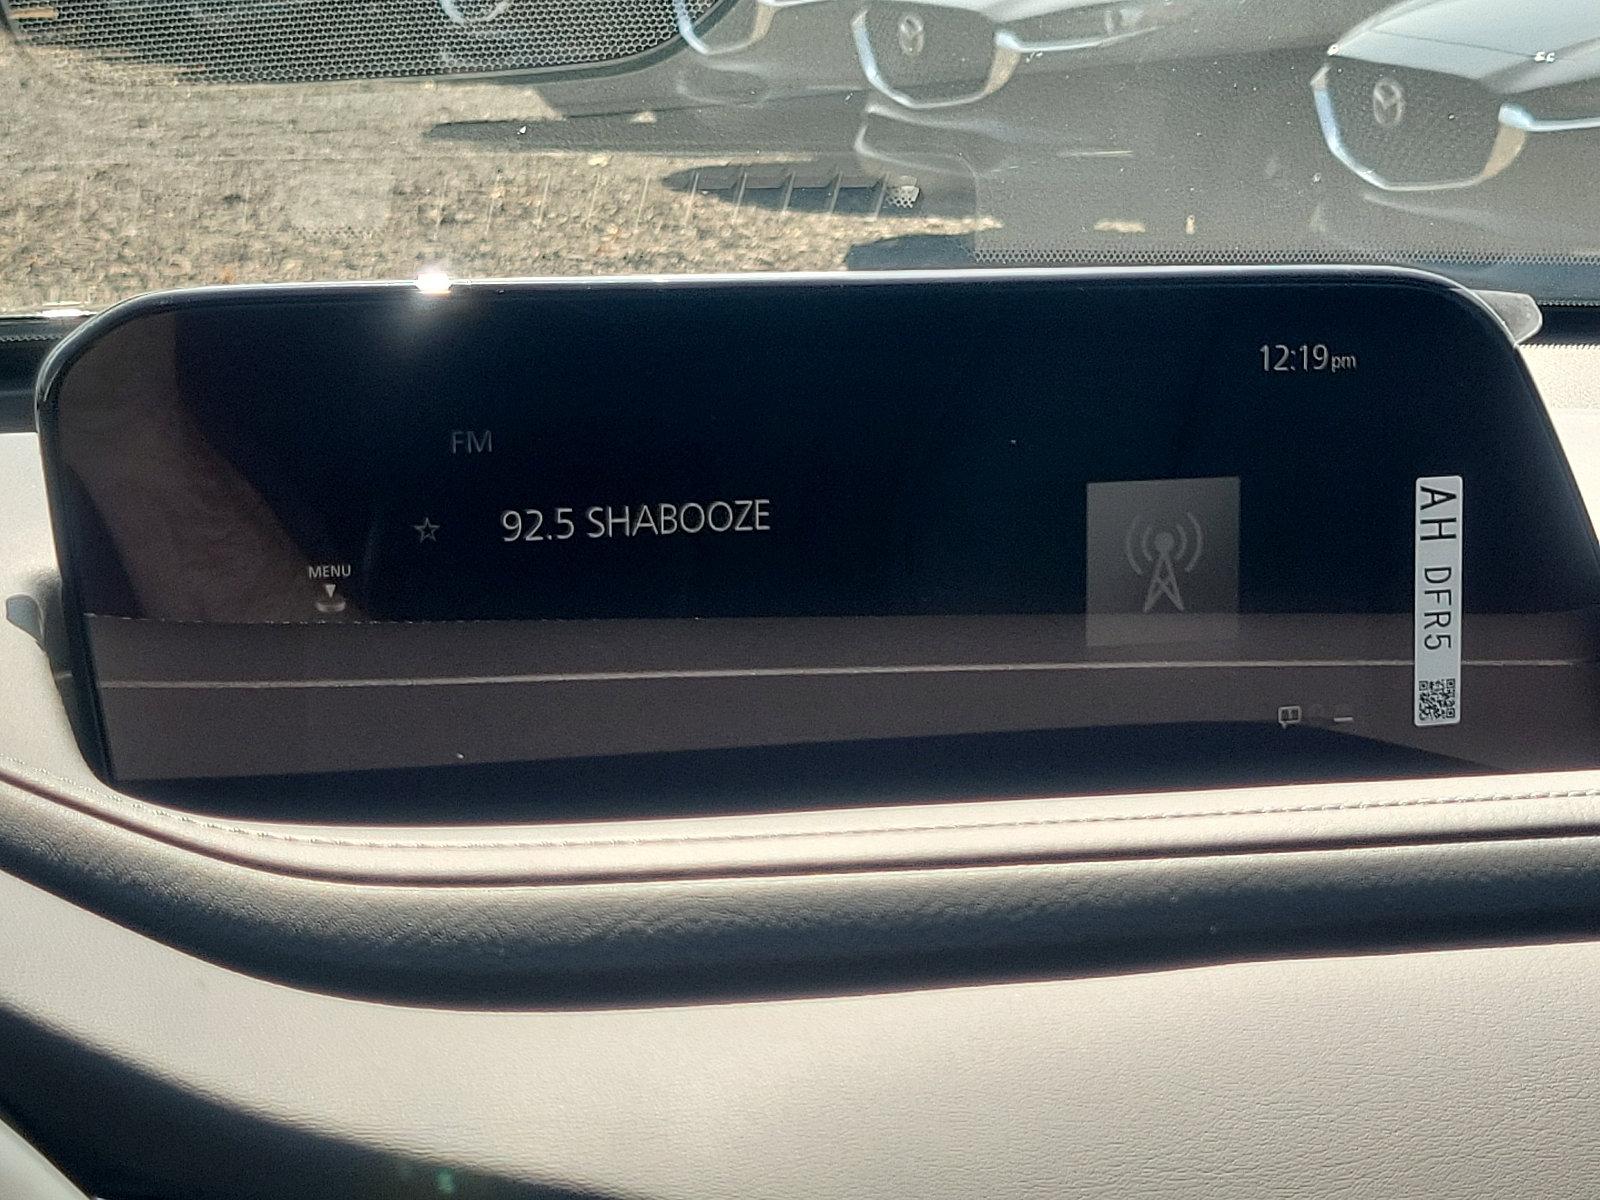 12:19pm
FM
92.5 SHABOOZE
MENU
AH DFR5